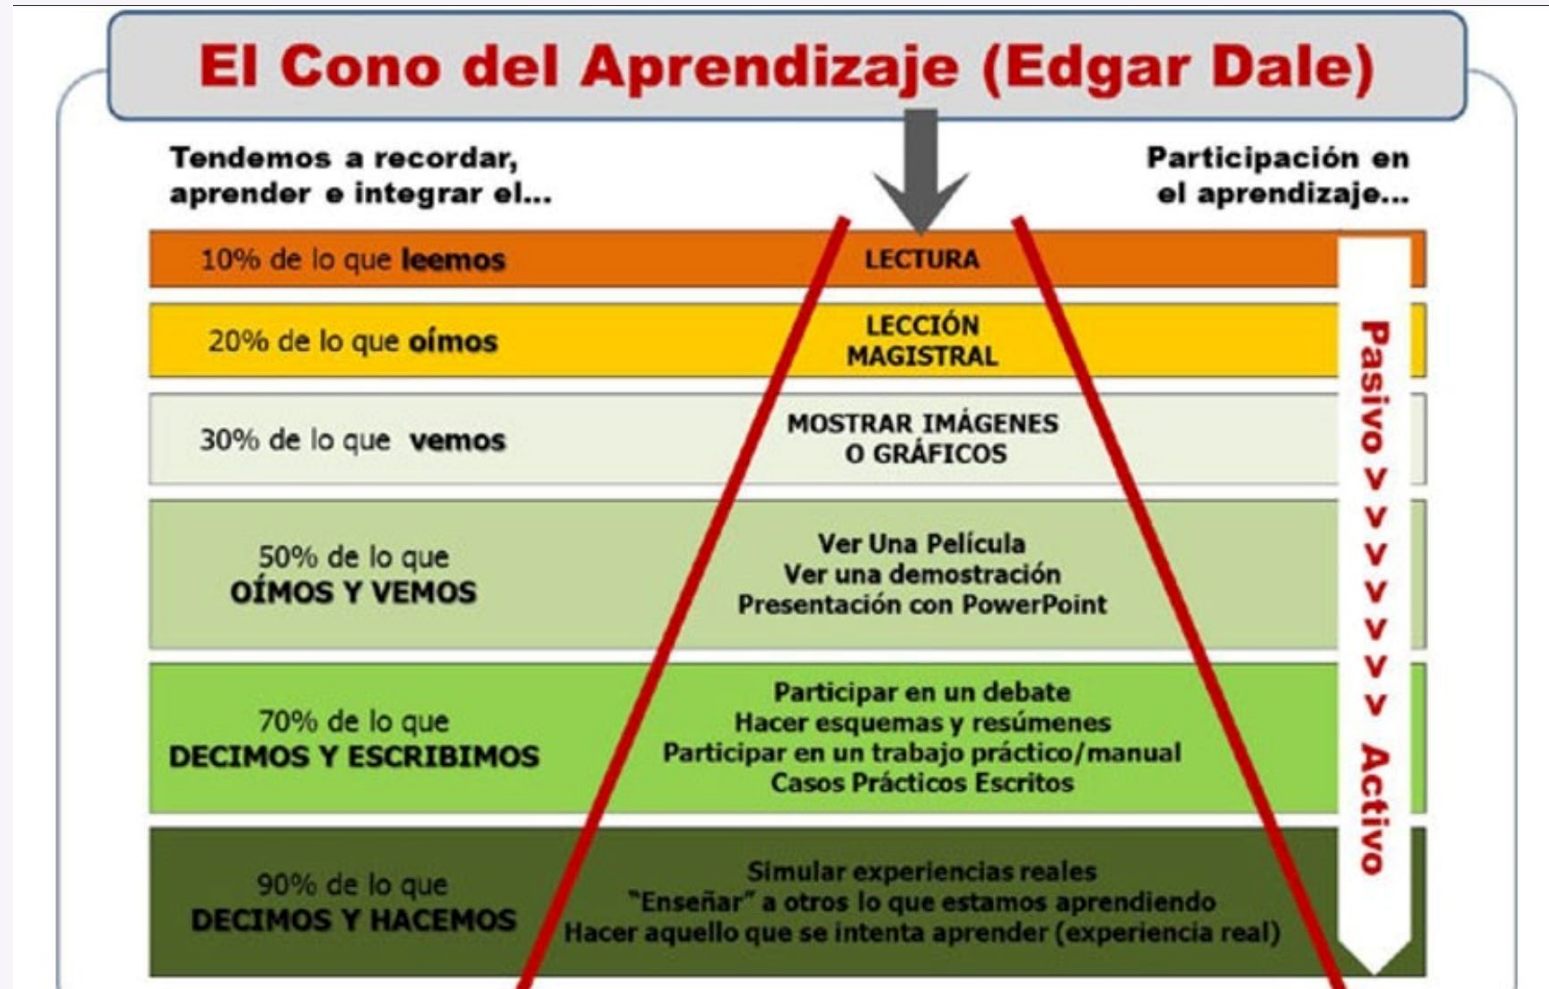 El Cono del Aprendizaje (Edgar Dale)
Tendemos a recordar,
aprender e integrar el...
Participación en
el aprendizaje...
10% de lo que leemos
LECTURA
20% de lo que oímos
LECCIÓN
MAGISTRAL
30% de lo que vemos
MOSTRAR IMÁGENES
O GRÁFICOS
50% de lo que
OÍMOS Y VEMOS
Ver Una Película
Ver una demostración
Presentación con PowerPoint
70% de lo que
DECIMOS Y ESCRIBIMOS
Participar en un debate
Hacer esquemas y resúmenes
Participar en un trabajo práctico/manual
Casos Prácticos Escritos
90% de lo que
DECIMOS Y HACEMOS
Simular experiencias reales
"Enseñar" a otros lo que estamos aprendiendo
Hacer aquello que se intenta aprender (experiencia real)
Pasivo > > > > > > > Activo